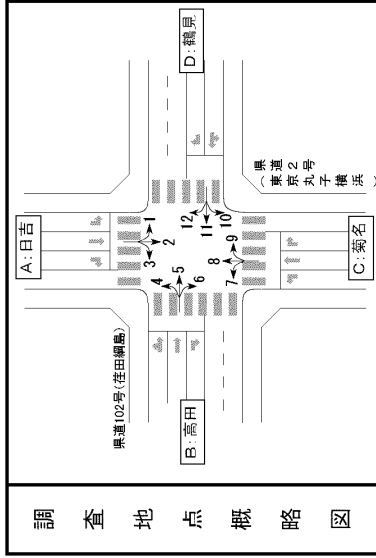 調査地点概略図
A:日吉
B:高田
C:菊名
D:鶴見
県道102号(荏田綱島)
県道2号
(東京丸子横浜)
1
2
3
4
5
6
7
8
9
10
11
12